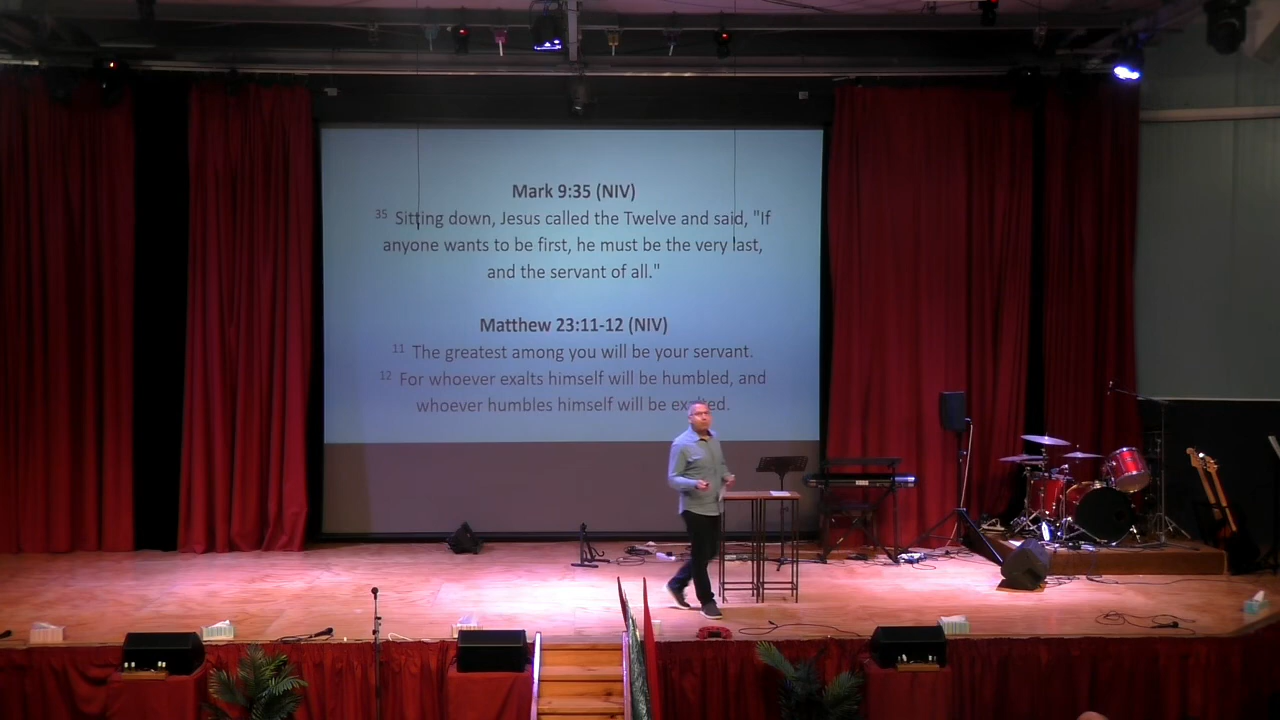 Mark 9:35 (NIV)
35 Sitting down, Jesus called the Twelve and said, "If
anyone wants to be first, he must be the very last,
and the servant of all."
Matthew 23:11-12 (NIV)
11 The greatest among you will be your servant.
12 For whoever exalts himself will be humbled, and
whoever humbles himself will be exalted.
KORG